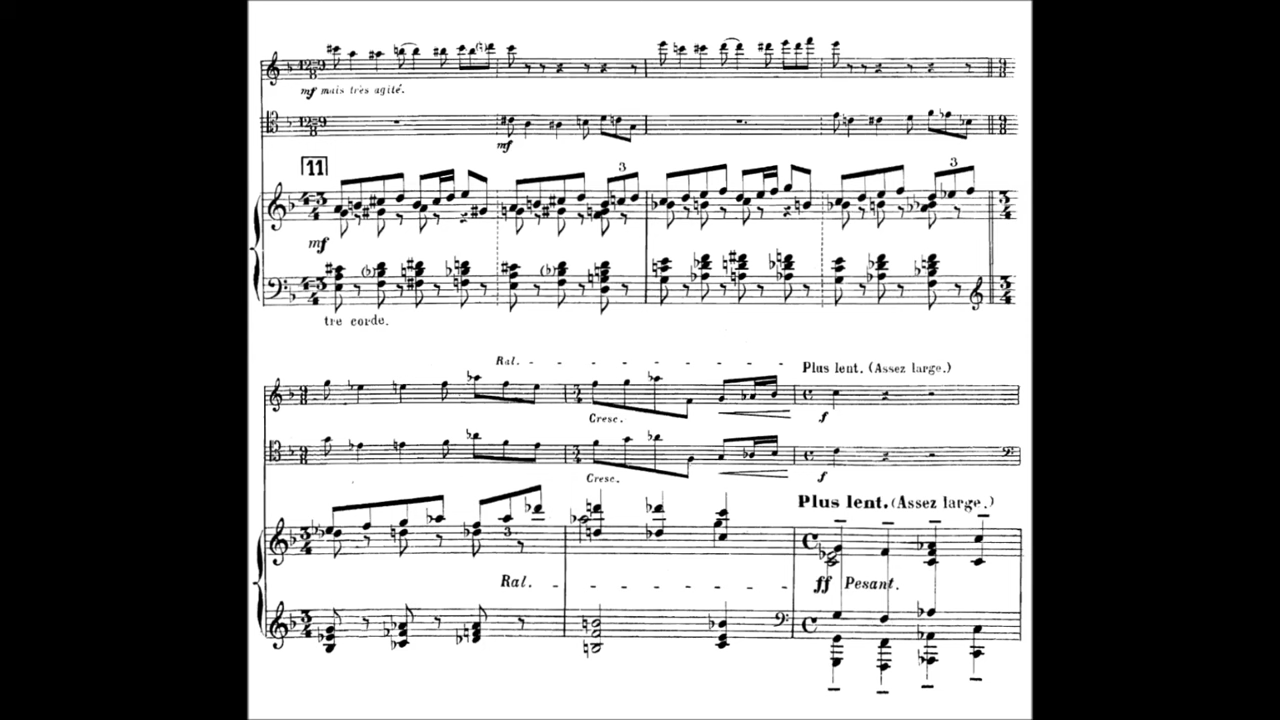 mf mais très agité.
mf
11
3
3
mf
tre corde.
Ral.
Plus lent. (Assez large.)
Cresc.
f
Cresc.
f
Plus lent. (Assez large.)
3
Ral.
ff Pesant.